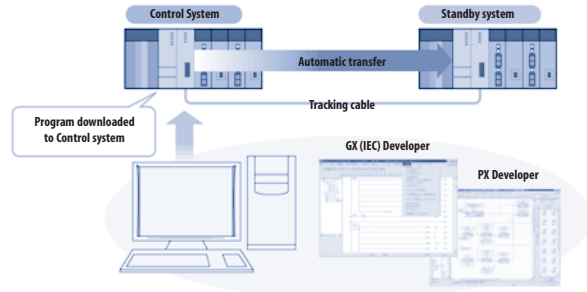 Control System
Standby system
Automatic transfer
Tracking cable
Program downloaded
to Control system
GX (IEC) Developer
PX Developer